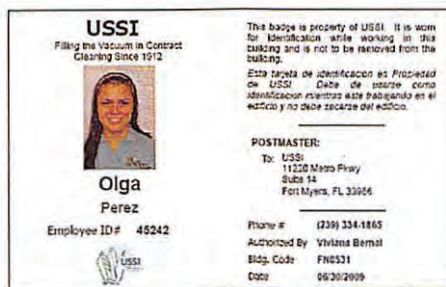 USSI
Filling the Vacuum in Contract
Cleaning Since 1912
Olga
Perez
Employee ID# 45242
USSI
This badge is property of USSI. It is worn
for identification while working in this
building and is not to be removed from the
building.
Esta tarjeta de identificacion es Propiedad
de USSI. Debe de usarse como
identificacion mientras este trabajando en el
edificio y no debe sacarse del edificio.
POSTMASTER:
To: USSI
11220 Metro Pkwy
Suite 14
Fort Myers, FL 33966
Phone # (239) 334-1865
Authorized By Viviana Bernal
Bldg. Code FN0531
Date 06/30/2009